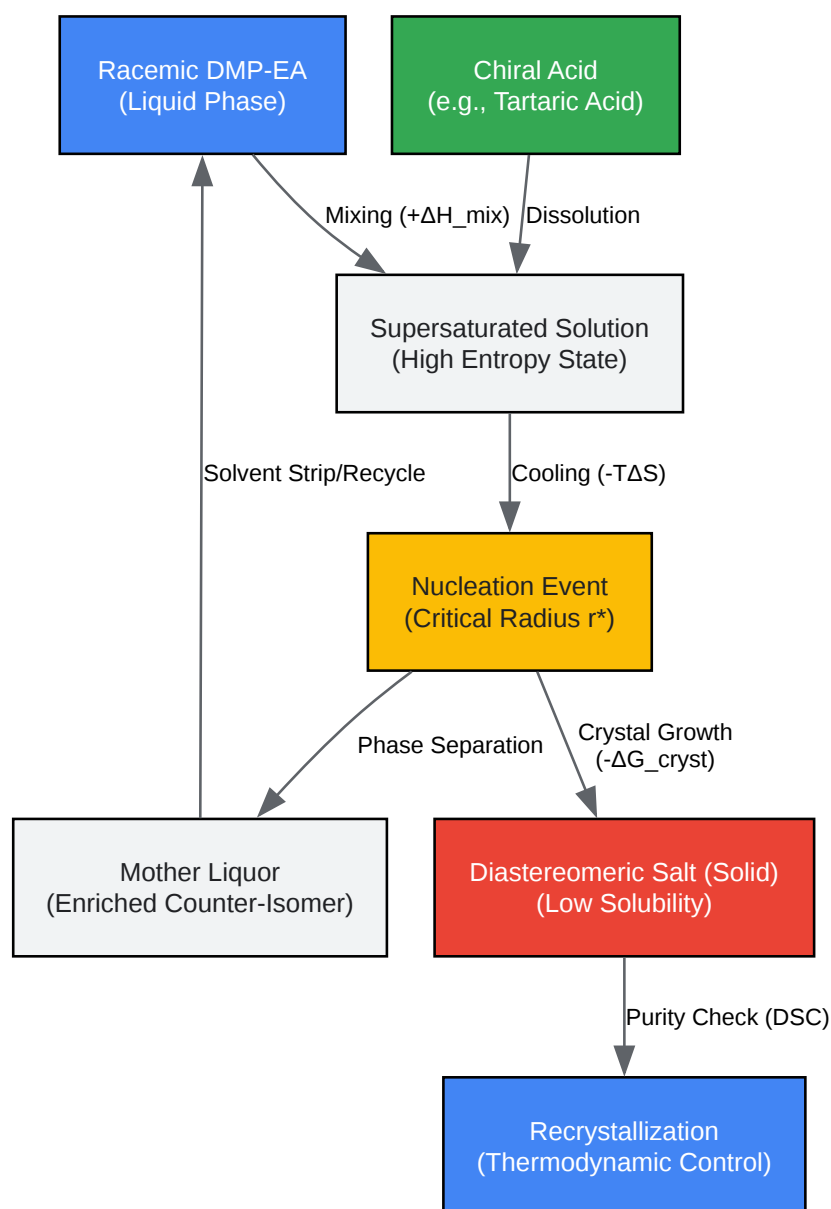 Racemic DMP-EA
(Liquid Phase)
Chiral Acid
(e.g., Tartaric Acid)
Mixing (+ΔH_mix)
Dissolution
Supersaturated Solution
(High Entropy State)
Solvent Strip/Recycle
Cooling (-TΔS)
Nucleation Event
(Critical Radius r*)
Phase Separation
Crystal Growth
(-ΔG_cryst)
Mother Liquor
(Enriched Counter-Isomer)
Diastereomeric Salt (Solid)
(Low Solubility)
Purity Check (DSC)
Recrystallization
(Thermodynamic Control)